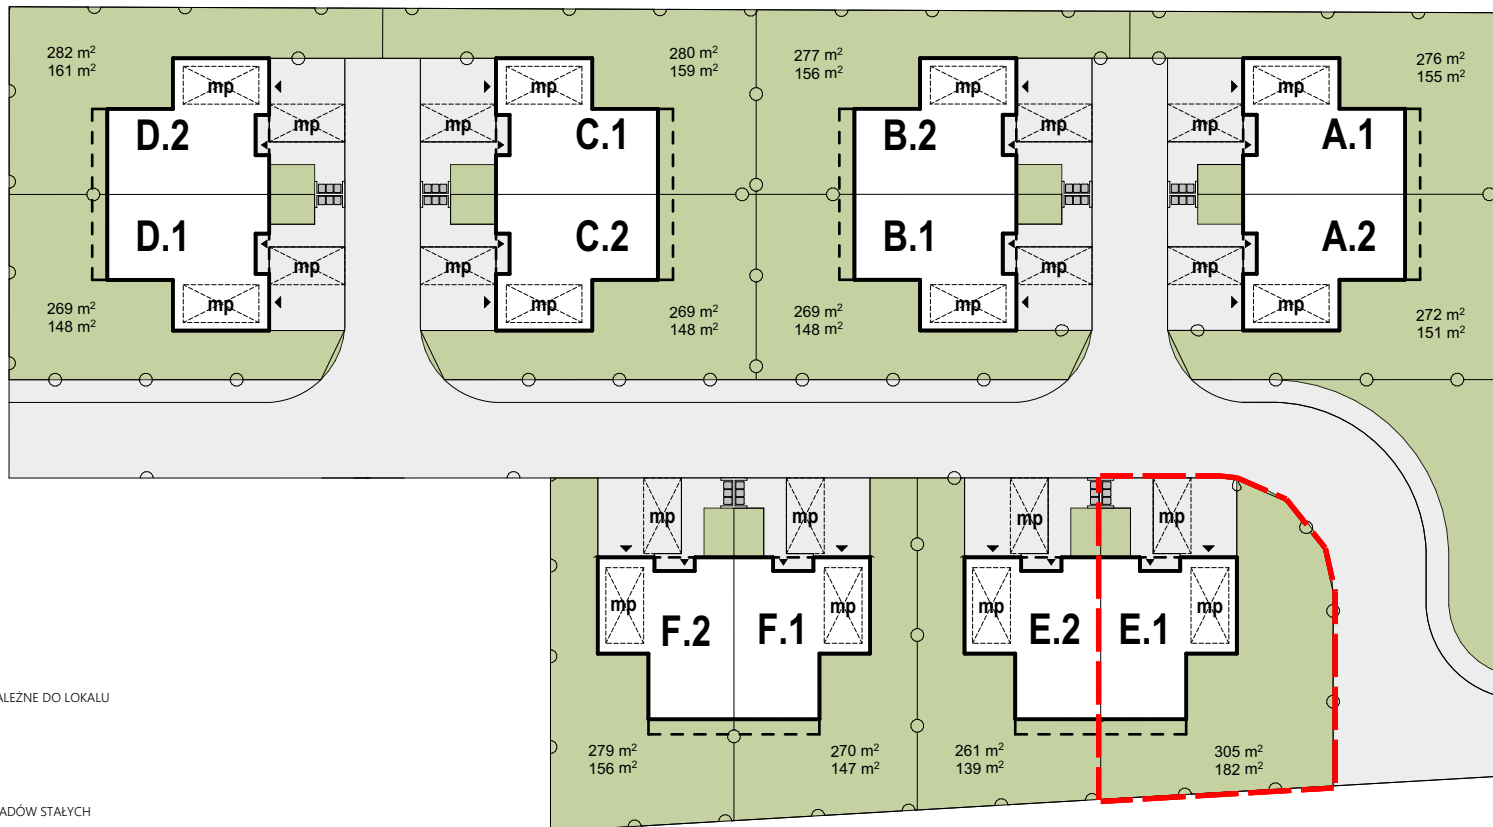 282 m²
161 m²
280 m²
159 m²
277 m²
156 m²
276 m²
155 m²
mp
mp
mp
mp
mp
mp
mp
mp
D.2
C.1
B.2
A.1
D.1
C.2
B.1
A.2
mp
mp
mp
mp
mp
mp
mp
mp
269 m²
148 m²
269 m²
148 m²
269 m²
148 m²
272 m²
151 m²
mp
mp
mp
mp
mp
mp
mp
mp
F.2
F.1
E.2
E.1
ALEŻNE DO LOKALU
279 m²
156 m²
270 m²
147 m²
261 m²
139 m²
305 m²
182 m²
ADÓW STAŁYCH